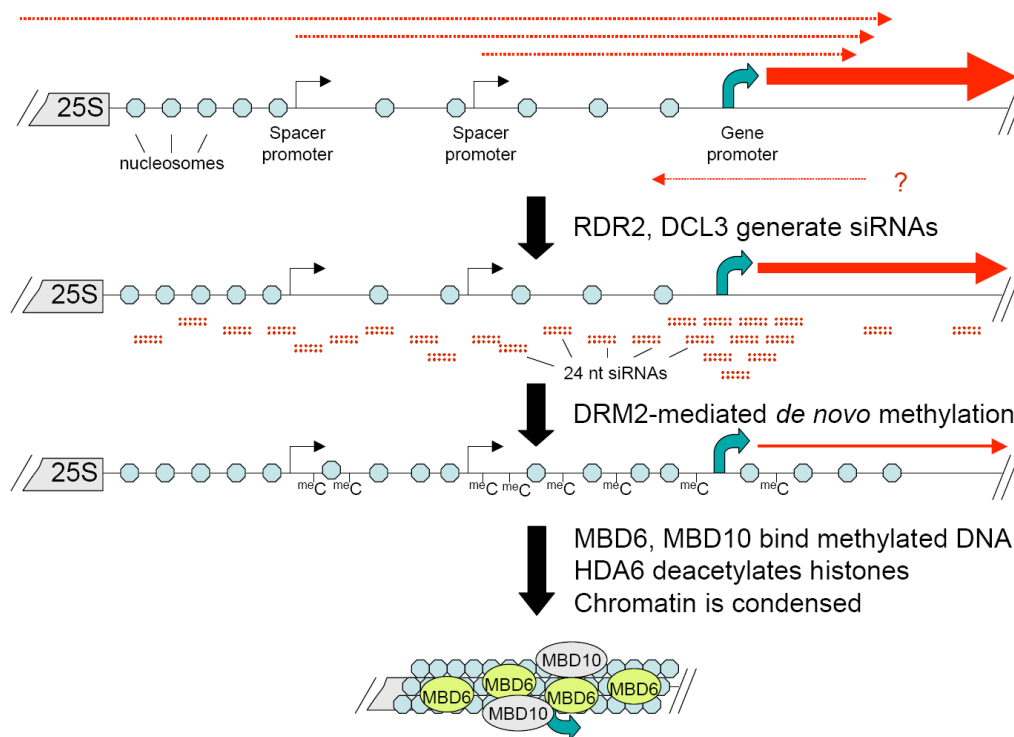 25S
nucleosomes
Spacer
promoter
Spacer
promoter
Gene
promoter
?
RDR2, DCL3 generate siRNAs
25S
24 nt siRNAs
DRM2-mediated de novo methylation
25S
meC meC meC meC meC meC meC meC
MBD6, MBD10 bind methylated DNA
HDA6 deacetylates histones
Chromatin is condensed
MBD10
MBD6 MBD6 MBD6 MBD6
MBD10